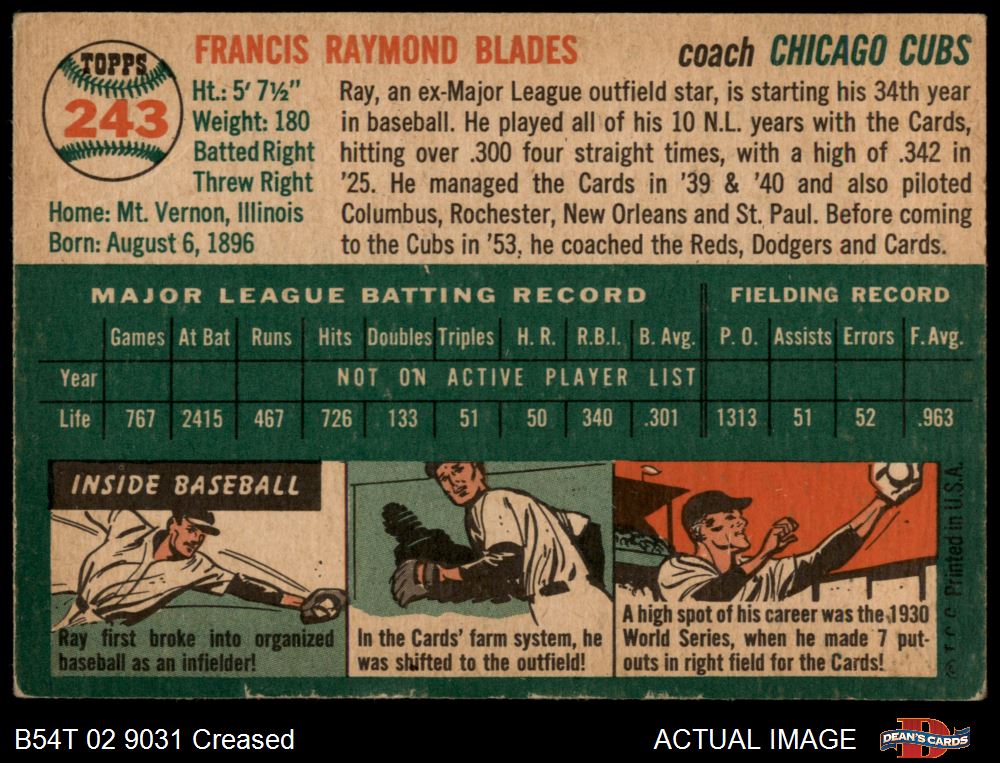 TOPPS
243
FRANCIS RAYMOND BLADES
coach CHICAGO CUBS
Ht.: 5' 7½"
Weight: 180
Batted Right
Threw Right
Home: Mt. Vernon, Illinois
Born: August 6, 1896
Ray, an ex-Major League outfield star, is starting his 34th year
in baseball. He played all of his 10 N.L. years with the Cards,
hitting over .300 four straight times, with a high of .342 in
'25. He managed the Cards in '39 & '40 and also piloted
Columbus, Rochester, New Orleans and St. Paul. Before coming
to the Cubs in '53, he coached the Reds, Dodgers and Cards.
MAJOR LEAGUE BATTING RECORD FIELDING RECORD
Games At Bat Runs Hits Doubles Triples H. R. R.B.I. B. Avg. P. O. Assists Errors F. Avg.
Year NOT ON ACTIVE PLAYER LIST
Life 767 2415 467 726 133 51 50 340 .301 1313 51 52 .963
INSIDE BASEBALL
Ray first broke into organized
baseball as an infielder!
In the Cards' farm system, he
was shifted to the outfield!
A high spot of his career was the 1930
World Series, when he made 7 put-
outs in right field for the Cards!
© T.C.G. Printed in U.S.A.
B54T 02 9031 Creased
ACTUAL IMAGE
DEAN'S CARDS